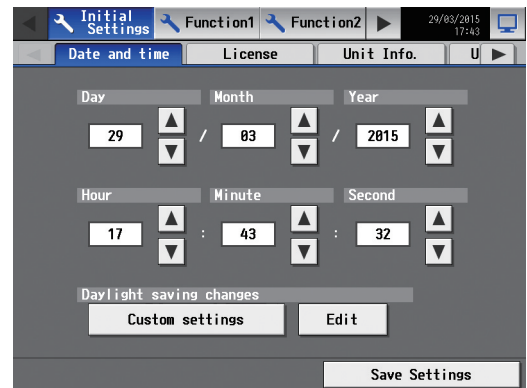 Initial Settings Function1 Function2 29/03/2015 17:43
Date and time License Unit Info. U
Day Month Year
29 / 03 / 2015
Hour Minute Second
17 : 43 : 32
Daylight saving changes
Custom settings Edit
Save Settings